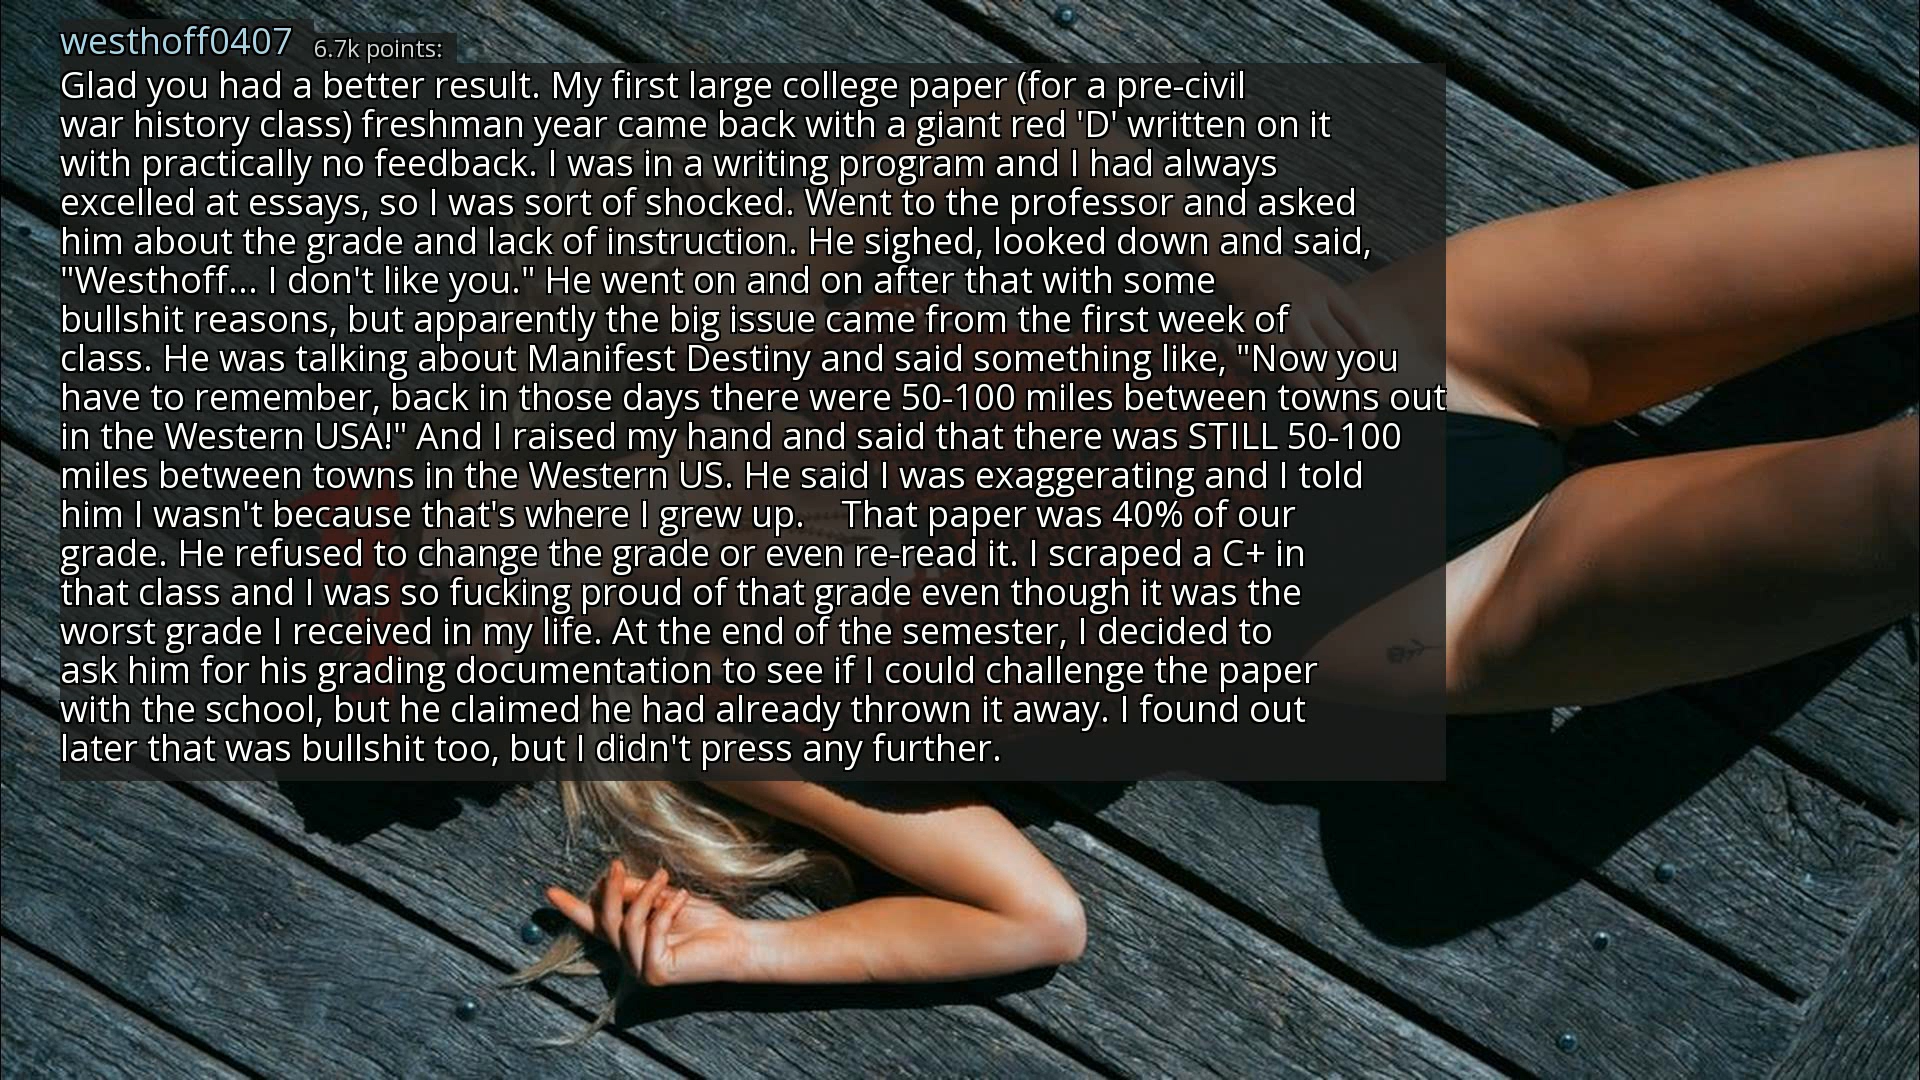 westhoff0407 6.7k points:
Glad you had a better result. My first large college paper (for a pre-civil
war history class) freshman year came back with a giant red 'D' written on it
with practically no feedback. I was in a writing program and I had always
excelled at essays, so I was sort of shocked. Went to the professor and asked
him about the grade and lack of instruction. He sighed, looked down and said,
"Westhoff... I don't like you." He went on and on after that with some
bullshit reasons, but apparently the big issue came from the first week of
class. He was talking about Manifest Destiny and said something like, "Now you
have to remember, back in those days there were 50-100 miles between towns out
in the Western USA!" And I raised my hand and said that there was STILL 50-100
miles between towns in the Western US. He said I was exaggerating and I told
him I wasn't because that's where I grew up.    That paper was 40% of our
grade. He refused to change the grade or even re-read it. I scraped a C+ in
that class and I was so fucking proud of that grade even though it was the
worst grade I received in my life. At the end of the semester, I decided to
ask him for his grading documentation to see if I could challenge the paper
with the school, but he claimed he had already thrown it away. I found out
later that was bullshit too, but I didn't press any further.